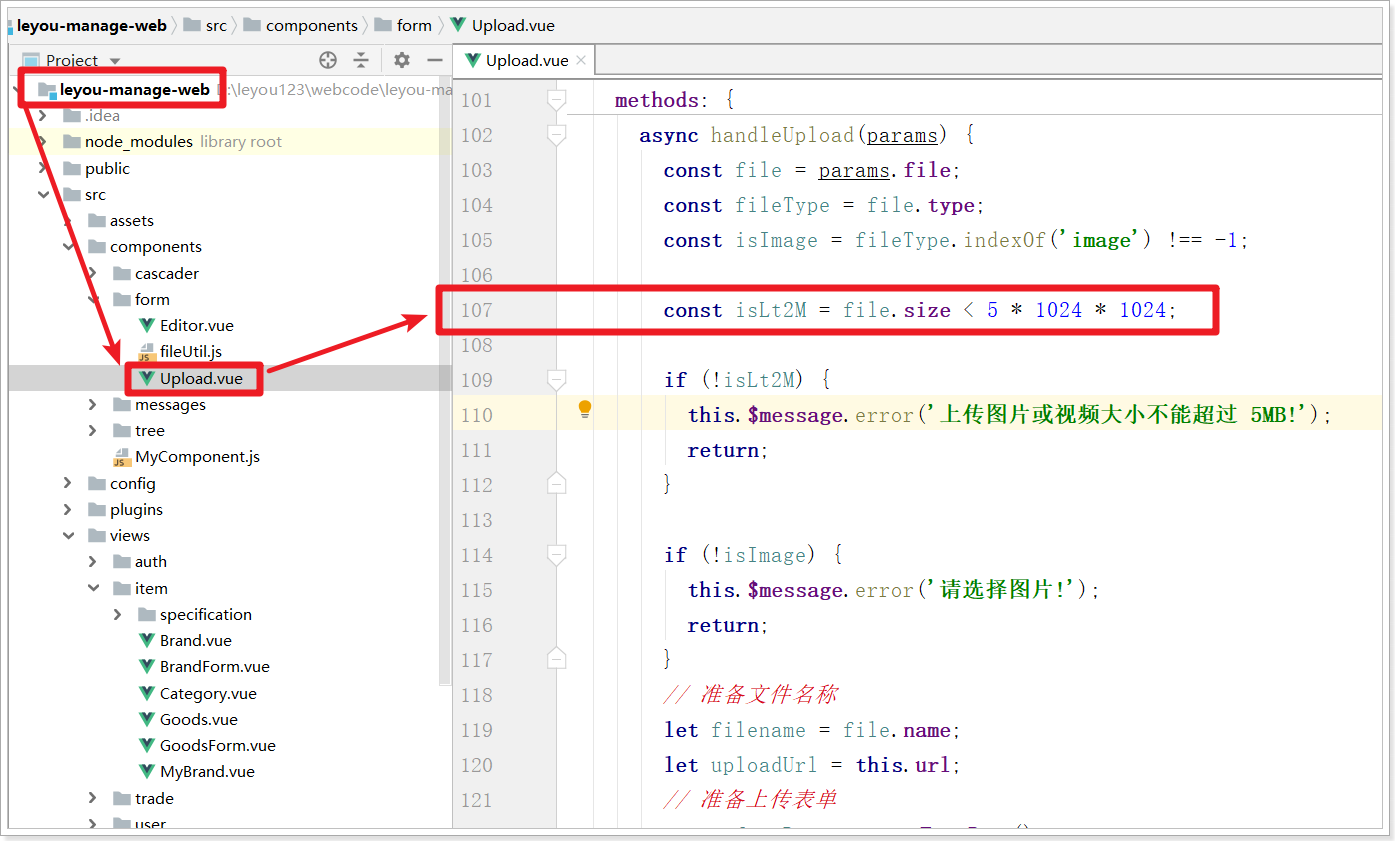 leyou-manage-web src components form Upload.vue
Project
Upload.vue
leyou-manage-web :\leyou123\webcode\leyou-ma
.idea
node_modules library root
public
src
assets
components
cascader
form
Editor.vue
fileUtil.js
Upload.vue
messages
tree
MyComponent.js
config
plugins
views
auth
item
specification
Brand.vue
BrandForm.vue
Category.vue
Goods.vue
GoodsForm.vue
MyBrand.vue
trade
user
101 methods: {
102 async handleUpload(params) {
103 const file = params.file;
104 const fileType = file.type;
105 const isImage = fileType.indexOf('image') !== -1;
106
107 const isLt2M = file.size < 5 * 1024 * 1024;
108
109 if (!isLt2M) {
110 this.$message.error('上传图片或视频大小不能超过 5MB!');
111 return;
112 }
113
114 if (!isImage) {
115 this.$message.error('请选择图片!');
116 return;
117 }
118 // 准备文件名称
119 let filename = file.name;
120 let uploadUrl = this.url;
121 // 准备上传表单